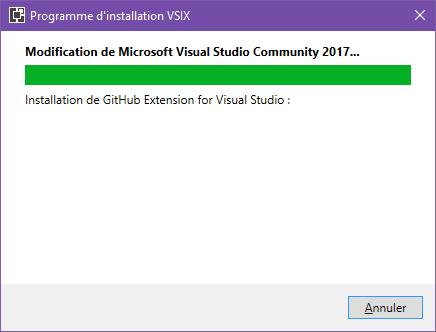 Programme d'installation VSIX
Modification de Microsoft Visual Studio Community 2017...
Installation de GitHub Extension for Visual Studio :
Annuler